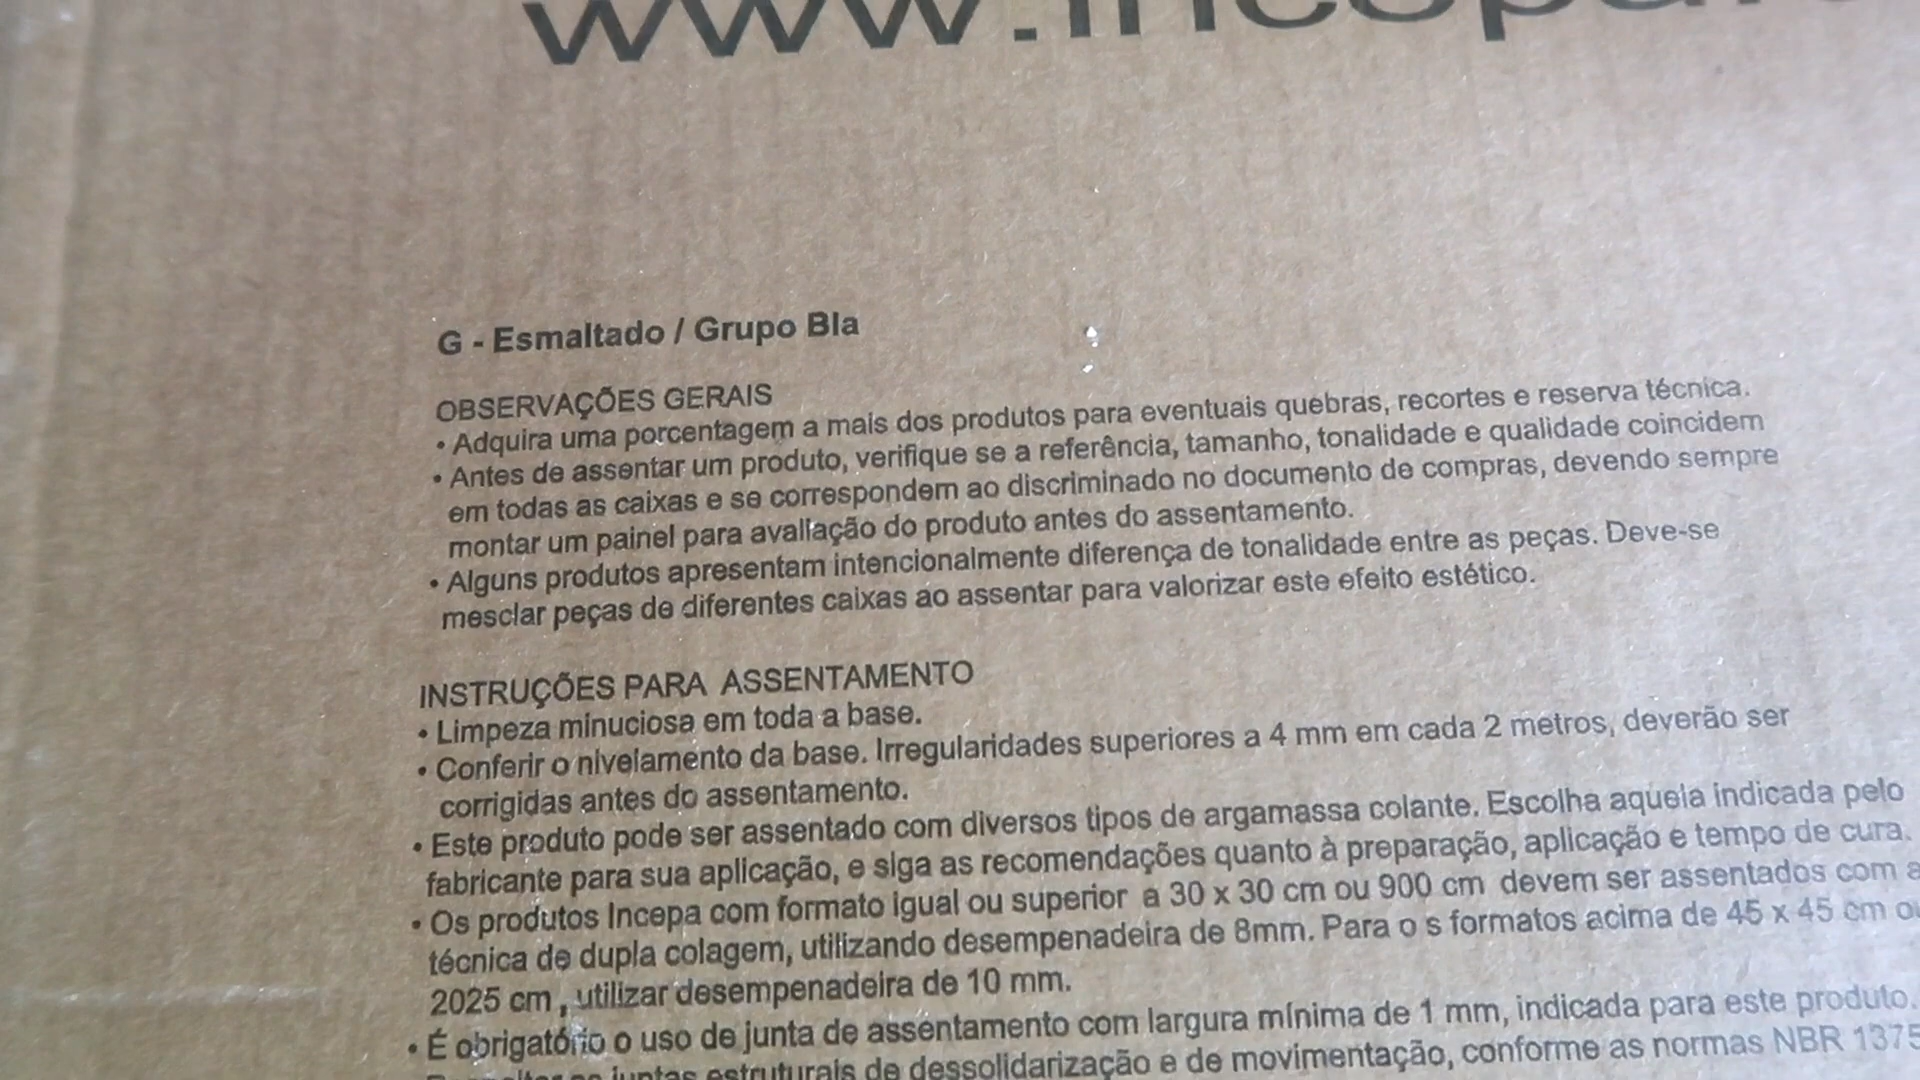 www.incepa
G - Esmaltado / Grupo BIa
OBSERVAÇÕES GERAIS
• Adquira uma porcentagem a mais dos produtos para eventuais quebras, recortes e reserva técnica.
• Antes de assentar um produto, verifique se a referência, tamanho, tonalidade e qualidade coincidem
em todas as caixas e se correspondem ao discriminado no documento de compras, devendo sempre
montar um painel para avaliação do produto antes do assentamento.
• Alguns produtos apresentam intencionalmente diferença de tonalidade entre as peças. Deve-se
mesclar peças de diferentes caixas ao assentar para valorizar este efeito estético.
INSTRUÇÕES PARA ASSENTAMENTO
• Limpeza minuciosa em toda a base.
• Conferir o nivelamento da base. Irregularidades superiores a 4 mm em cada 2 metros, deverão ser
corrigidas antes do assentamento.
• Este produto pode ser assentado com diversos tipos de argamassa colante. Escolha aquela indicada pelo
fabricante para sua aplicação, e siga as recomendações quanto à preparação, aplicação e tempo de cura.
• Os produtos Incepa com formato igual ou superior a 30 x 30 cm ou 900 cm devem ser assentados com a
técnica de dupla colagem, utilizando desempenadeira de 8mm. Para o s formatos acima de 45 x 45 cm ou
2025 cm , utilizar desempenadeira de 10 mm.
• É obrigatório o uso de junta de assentamento com largura mínima de 1 mm, indicada para este produto.
juntas estruturais de dessolidarização e de movimentação, conforme as normas NBR 1375